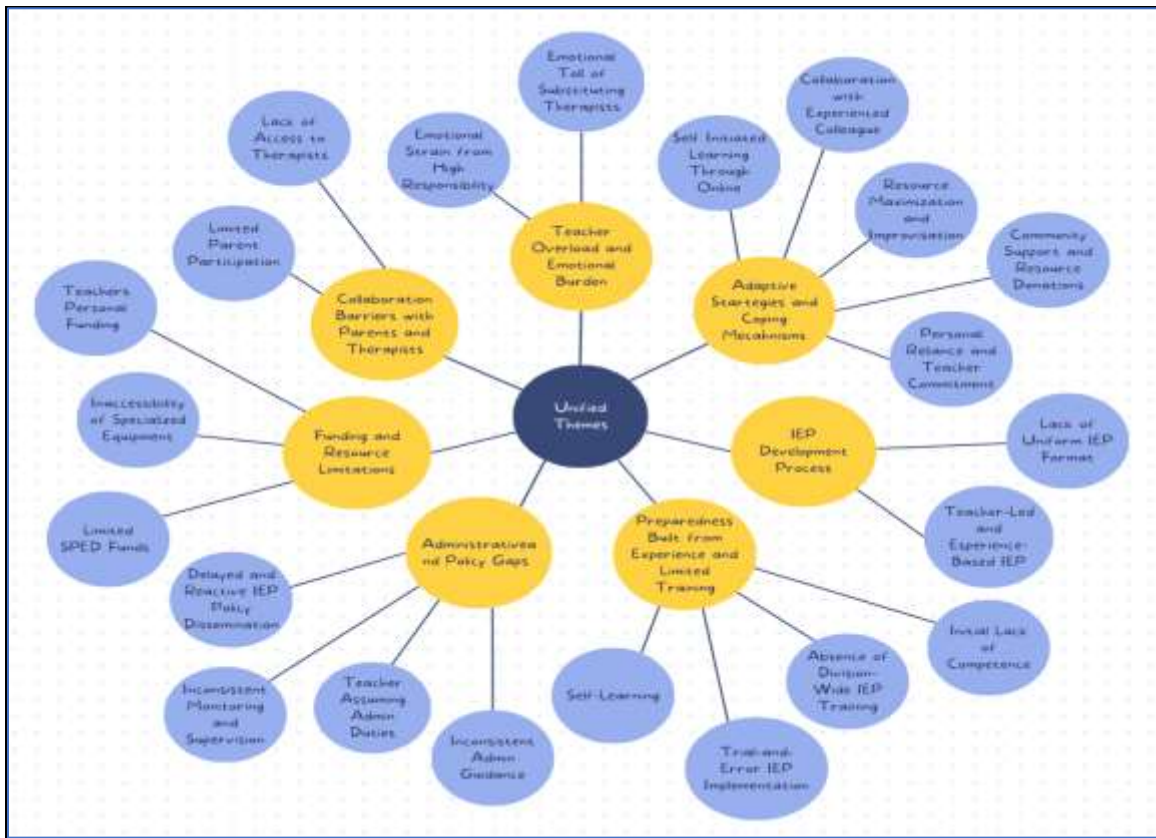 Emotional
Toll of
Substituting
Therapists
Collaboration
with
Experienced
Colleague
Lack of
Access to
Therapists
Emotional
Strain from
High
Responsiblity
Self Initiated
Learning
Through
Online
Resource
Maximization
and
Improvisation
Limited
Parent
Participation
Teacher
Overload and
Emotional
Burden
Community
Support and
Resource
Donations
Teachers
Personal
Funding
Collaboration
Barriers with
Parents and
Therapists
Adaptive
Startegies and
Coping
Mecahnisms
Personal
Reliance and
Teacher
Commitment
Inaccessibility
of Specialized
Equipment
Funding and
Resource
Limitations
Unified
Themes
IEP
Development
Process
Lack of
Uniform IEP
Format
Limited
SPED Funds
Administrativea
nd Policy Gaps
Preparedness
Built from
Experience and
Limited
Training
Teacher-Led and
Experience-
Based IEP
Delayed and
Reactive IEP
Policy
Dissemination
Initial Lack
of
Competence
Inconsistent
Monitoring
and
Supervision
Teacher
Assuming
Admin
Duties
Inconsistent
Admin
Guidance
Self-Learning
Trial-and-
Error IEP
Implementation
Absence of
Division-
Wide IEP
Training